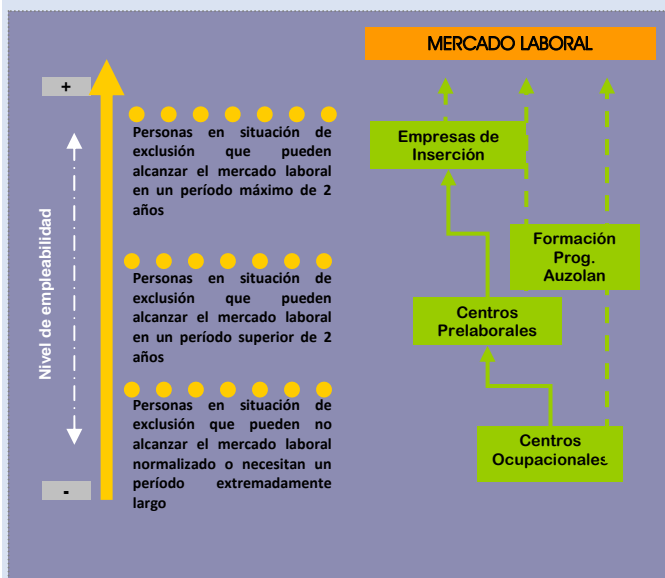 MERCADO LABORAL
+
Personas en situación de
exclusión que pueden
alcanzar el mercado laboral
en un período máximo de 2
años
Empresas de
Inserción
Nivel de empleabilidad
Formación
Prog.
Auzolan
Personas en situación de
exclusión que pueden
alcanzar el mercado laboral
en un período superior de 2
años
Centros
Prelaborales
Personas en situación de
exclusión que pueden no
alcanzar el mercado laboral
normalizado o necesitan un
período extremadamente
largo
Centros
Ocupacionales
-